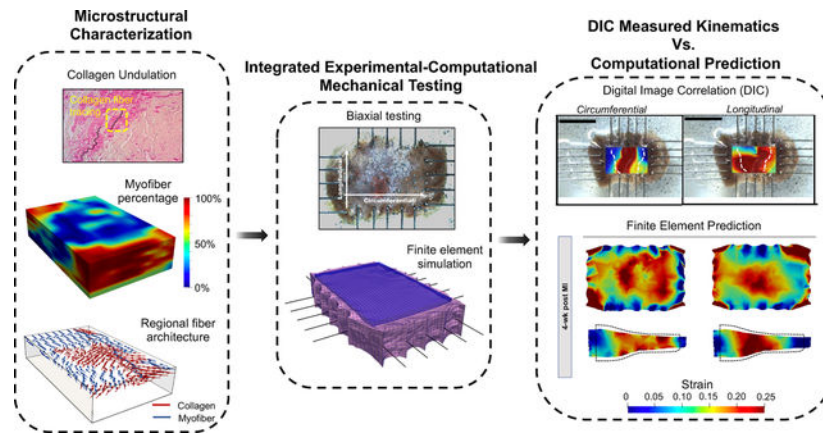 Microstructural
Characterization
Collagen Undulation
Collagen fiber
tracing
Myofiber
percentage
100%
50%
0%
Regional fiber
architecture
Collagen
Myofiber
Integrated Experimental-Computational
Mechanical Testing
Biaxial testing
Longitudinal
Circumferential
Finite element
simulation
DIC Measured Kinematics
Vs.
Computational Prediction
Digital Image Correlation (DIC)
Circumferential
Longitudinal
Finite Element Prediction
4-wk post MI
Strain
0 0.05 0.10 0.15 0.20 0.25